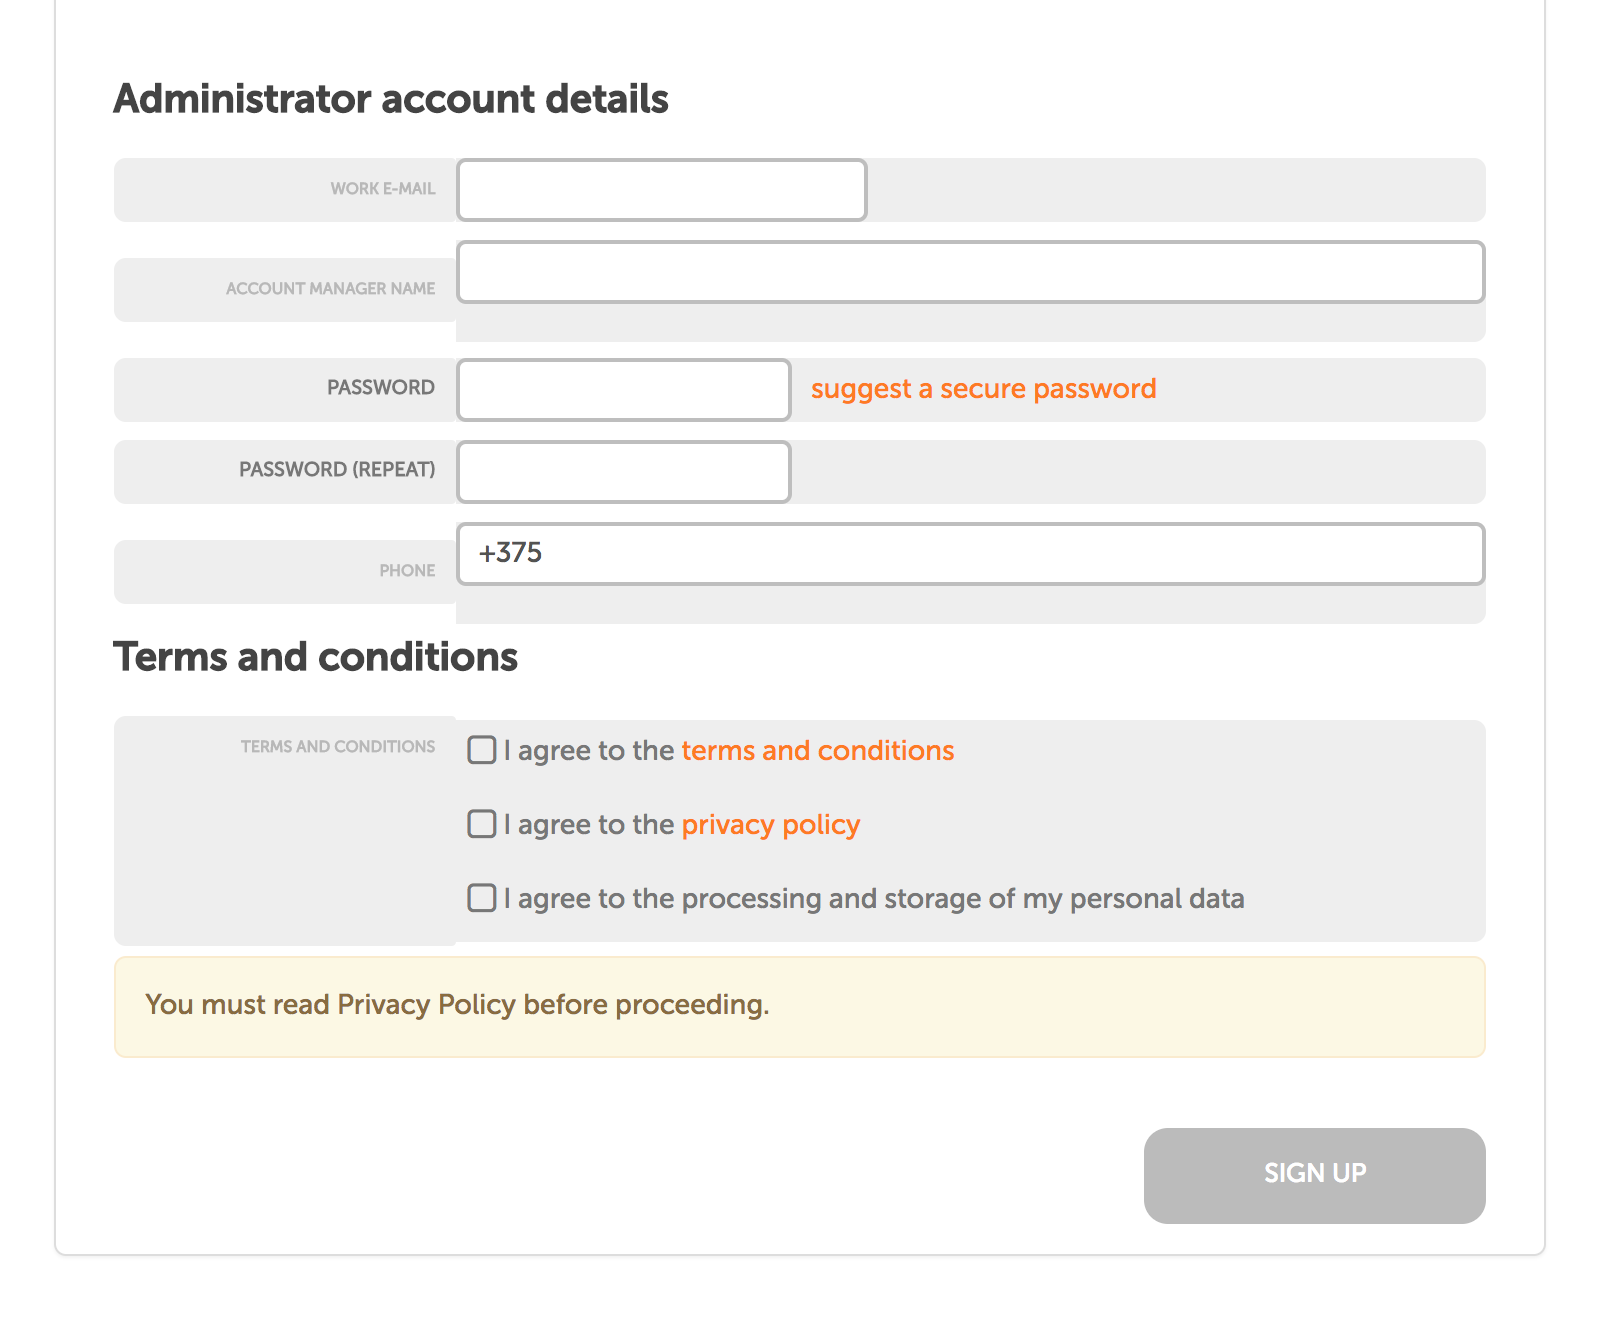 Administrator account details
WORK E-MAIL
ACCOUNT MANAGER NAME
PASSWORD
suggest a secure password
PASSWORD (REPEAT)
PHONE
+375
Terms and conditions
TERMS AND CONDITIONS
I agree to the terms and conditions
I agree to the privacy policy
I agree to the processing and storage of my personal data
You must read Privacy Policy before proceeding.
SIGN UP